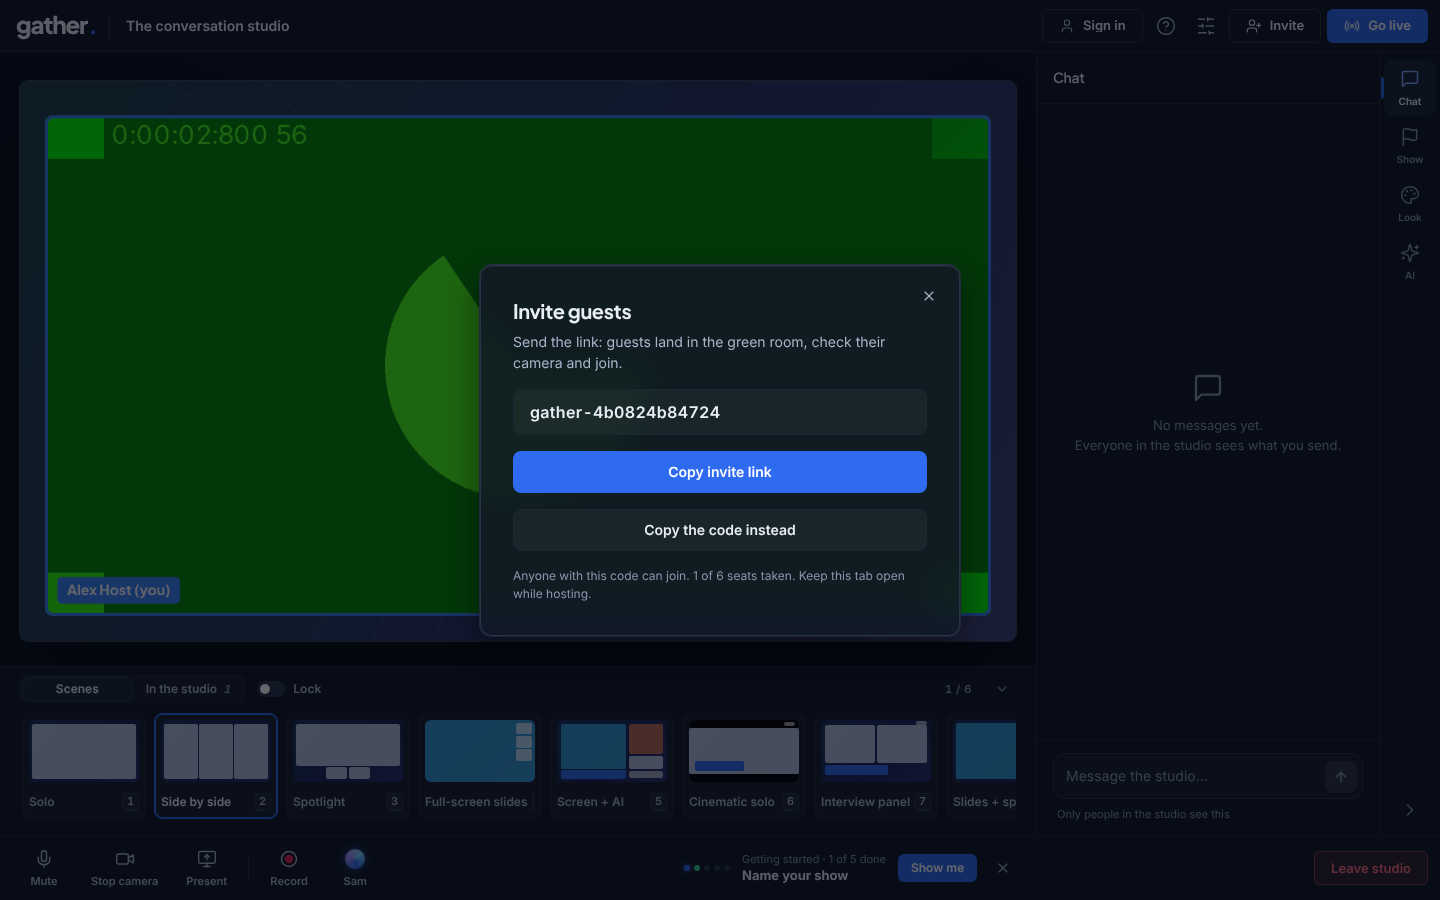 gather.
The conversation studio
Sign in
Invite
Go live
0:00:02:800 56
Alex Host (you)
Invite guests
Send the link: guests land in the green room, check their
camera and join.
gather-4b0824b84724
Copy invite link
Copy the code instead
Anyone with this code can join. 1 of 6 seats taken. Keep this tab open
while hosting.
Chat
No messages yet.
Everyone in the studio sees what you send.
Message the studio...
Only people in the studio see this
Chat
Show
Look
AI
Scenes
In the studio 1
Lock
1 / 6
Solo 1
Side by side 2
Spotlight 3
Full-screen slides
Screen + AI 5
Cinematic solo 6
Interview panel 7
Slides + sp
Mute
Stop camera
Present
Record
Sam
Getting started · 1 of 5 done
Name your show
Show me
Leave studio